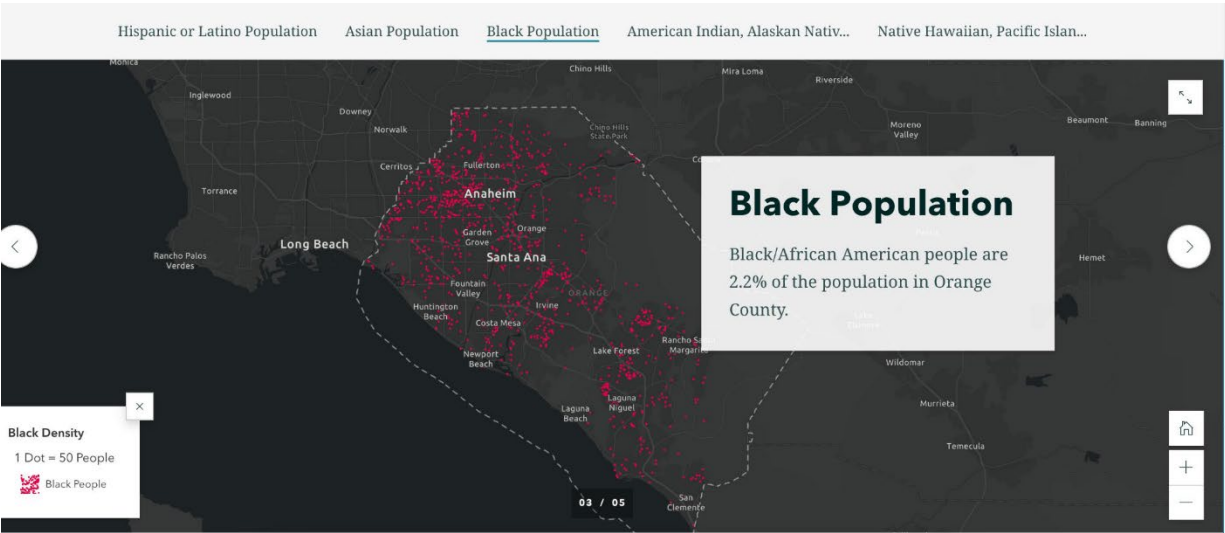 Hispanic or Latino Population
Asian Population
Black Population
American Indian, Alaskan Nativ...
Native Hawaiian, Pacific Islan...
Monica
Chino Hills
Mira Loma
Riverside
Inglewood
Downey
Norwalk
Chino Hills
State Park
Moreno
Valley
Beaumont
Banning
Cerritos
Fullerton
Torrance
Anaheim
Black Population
Garden
Grove
Orange
Long Beach
Santa Ana
Rancho Palos
Verdes
Black/African American people are
2.2% of the population in Orange
County.
Hemet
Fountain
Valley
ORANGE
Huntington
Beach
Irvine
Costa Mesa
Newport
Beach
Lake Forest
Rancho
Margarita
Wildomar
Laguna
Beach
Laguna
Niguel
Murrieta
Temecula
Black Density
1 Dot = 50 People
Black People
03 / 05
San
Clemente